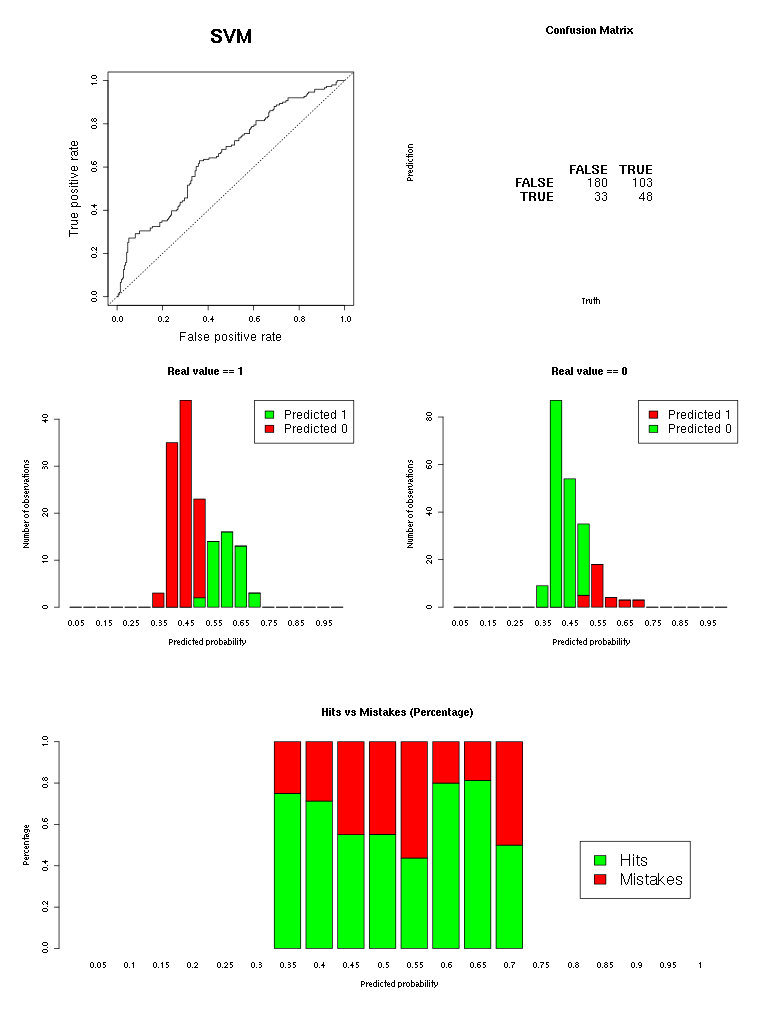 SVM
1.0
0.8
0.6
0.4
0.2
0.0
True positive rate
0.0 0.2 0.4 0.6 0.8 1.0
False positive rate
Confusion Matrix
Prediction
FALSE TRUE
FALSE 180 103
TRUE 33 48
Truth
Real value == 1
Predicted 1
Predicted 0
40
30
20
10
0
Number of observations
0.05 0.15 0.25 0.35 0.45 0.55 0.65 0.75 0.85 0.95
Predicted probability
Real value == 0
Predicted 1
Predicted 0
80
60
40
20
0
Number of observations
0.05 0.15 0.25 0.35 0.45 0.55 0.65 0.75 0.85 0.95
Predicted probability
Hits vs Mistakes (Percentage)
1.0
0.8
0.6
0.4
0.2
0.0
Percentage
Hits
Mistakes
0.05 0.1 0.15 0.2 0.25 0.3 0.35 0.4 0.45 0.5 0.55 0.6 0.65 0.7 0.75 0.8 0.85 0.9 0.95 1
Predicted probability